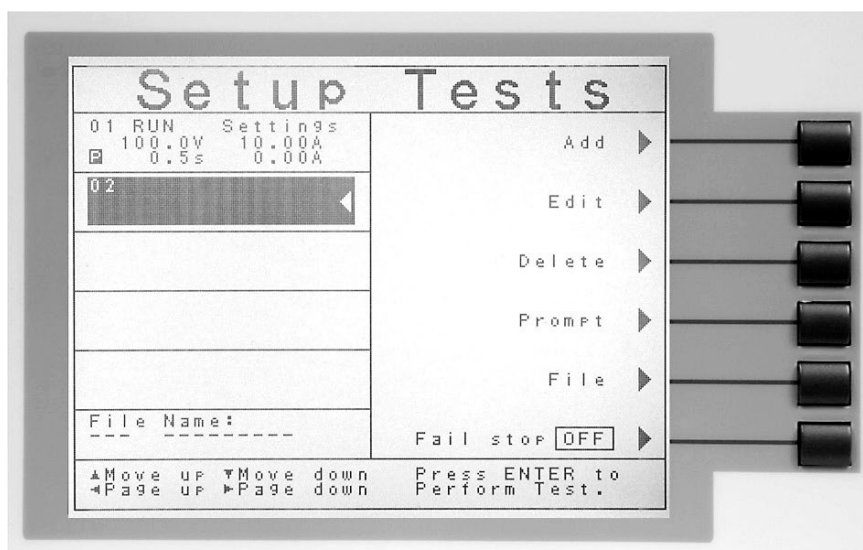 Setup Tests
01 RUN Settings
100.0V 10.00A
P 0.5s 0.00A
02
Add
Edit
Delete
Prompt
File
File Name:
Fail stop OFF
▲Move up ▼Move down
◄Page up ►Page down
Press ENTER to
Perform Test.